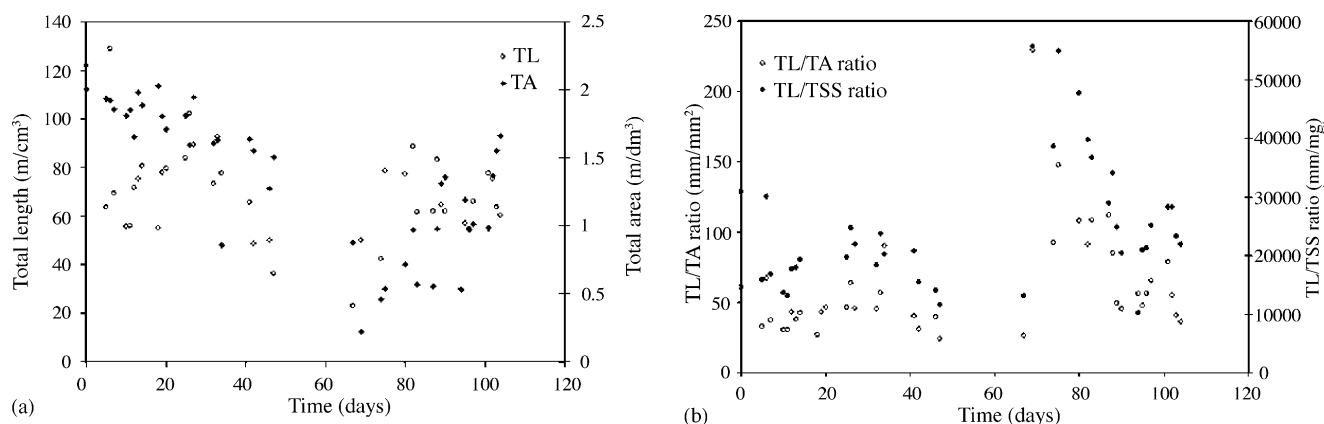 (a)
Total length (m/cm³)
140
120
100
80
60
40
20
0
TL
TA
2.5
2
1.5
1
0.5
0
Total area (m/dm³)
0 20 40 60 80 100 120
Time (days)
(b)
TL/TA ratio (mm/mm²)
250
200
150
100
50
0
TL/TA ratio
TL/TSS ratio
60000
50000
40000
30000
20000
10000
0
TL/TSS ratio (mm/mg)
0 20 40 60 80 100 120
Time (days)